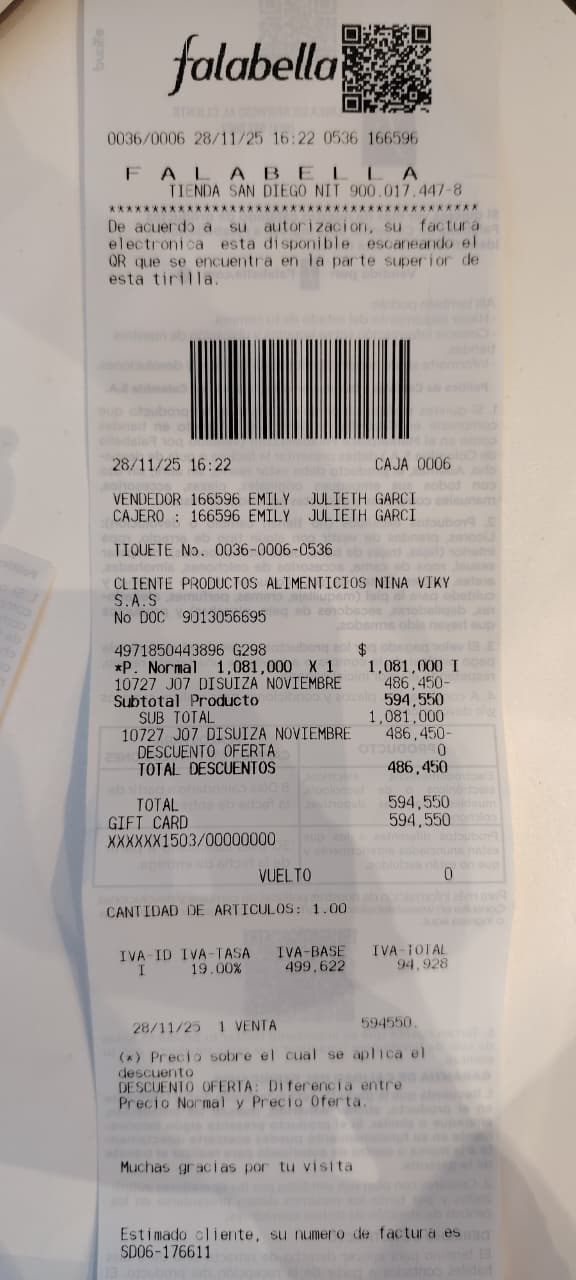 falabella
0036/0006 28/11/25 16:22 0536 166596
F A L A B E L L A
TIENDA SAN DIEGO NIT 900.017.447-8
********************************************
De acuerdo a su autorizacion, su factura
electronica esta disponible escaneando el
QR que se encuentra en la parte superior de
esta tirilla.
28/11/25 16:22 CAJA 0006
VENDEDOR 166596 EMILY JULIETH GARCI
CAJERO : 166596 EMILY JULIETH GARCI
TIQUETE No. 0036-0006-0536
CLIENTE PRODUCTOS ALIMENTICIOS NINA VIKY
S.A.S
No DOC 9013056695
4971850443896 G298 $
*P. Normal 1,081,000 X 1 1,081,000 I
10727 J07 DISUIZA NOVIEMBRE 486,450-
Subtotal Producto 594,550
SUB TOTAL 1,081,000
10727 J07 DISUIZA NOVIEMBRE 486,450-
DESCUENTO OFERTA 0
TOTAL DESCUENTOS 486,450
TOTAL 594,550
GIFT CARD 594,550
XXXXXX1503/00000000
VUELTO 0
CANTIDAD DE ARTICULOS: 1.00
IVA-ID IVA-TASA IVA-BASE IVA-TOTAL
I 19.00% 499,622 94,928
28/11/25 1 VENTA 594550.
(*) Precio sobre el cual se aplica el
descuento
DESCUENTO OFERTA: Diferencia entre
Precio Normal y Precio Oferta.
Muchas gracias por tu visita
Estimado cliente, su numero de factura es
SD06-176611